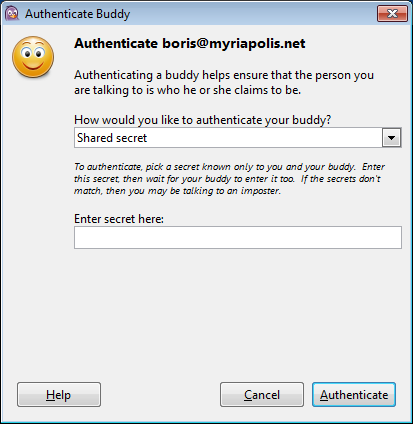 Authenticate Buddy
Authenticate boris@myriapolis.net
Authenticating a buddy helps ensure that the person you
are talking to is who he or she claims to be.
How would you like to authenticate your buddy?
Shared secret
To authenticate, pick a secret known only to you and your buddy.  Enter
this secret, then wait for your buddy to enter it too.  If the secrets don't
match, then you may be talking to an imposter.
Enter secret here:
Help
Cancel
Authenticate